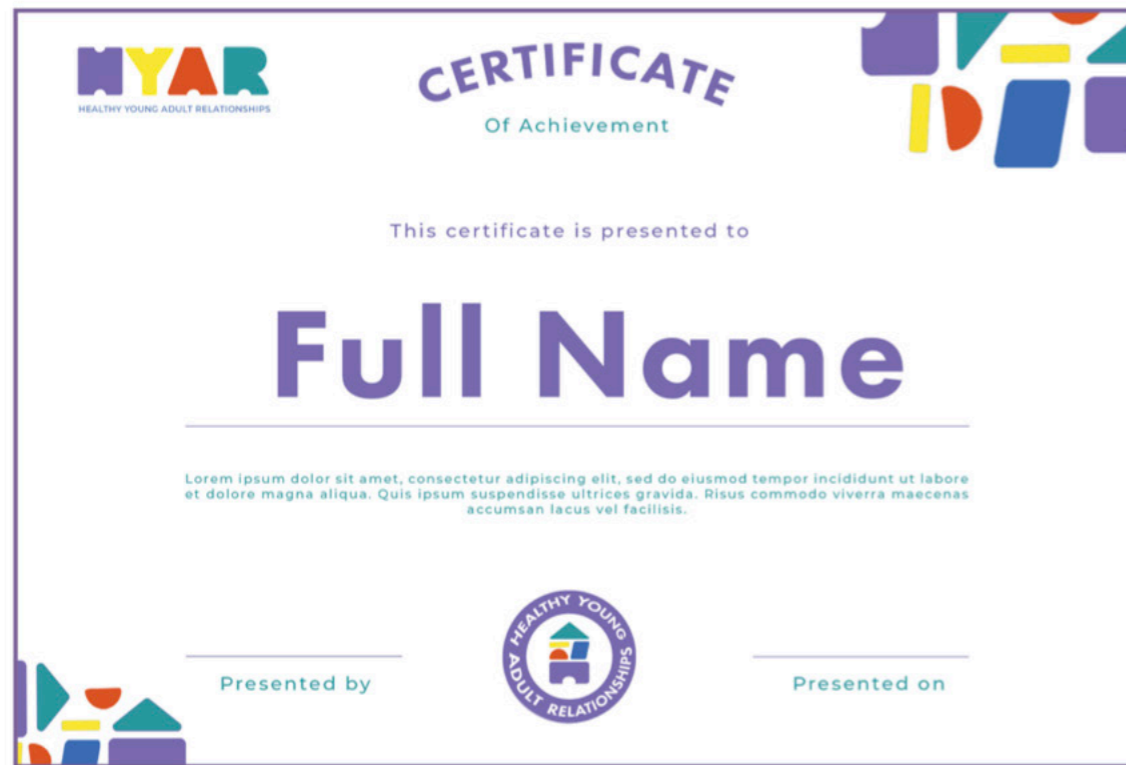 HYAR
HEALTHY YOUNG ADULT RELATIONSHIPS
CERTIFICATE
Of Achievement
This certificate is presented to
Full Name
Lorem ipsum dolor sit amet, consectetur adipiscing elit, sed do eiusmod tempor incididunt ut labore
et dolore magna aliqua. Quis ipsum suspendisse ultrices gravida. Risus commodo viverra maecenas
accumsan lacus vel facilisis.
HEALTHY YOUNG
ADULT RELATIONSHIPS
Presented by
Presented on